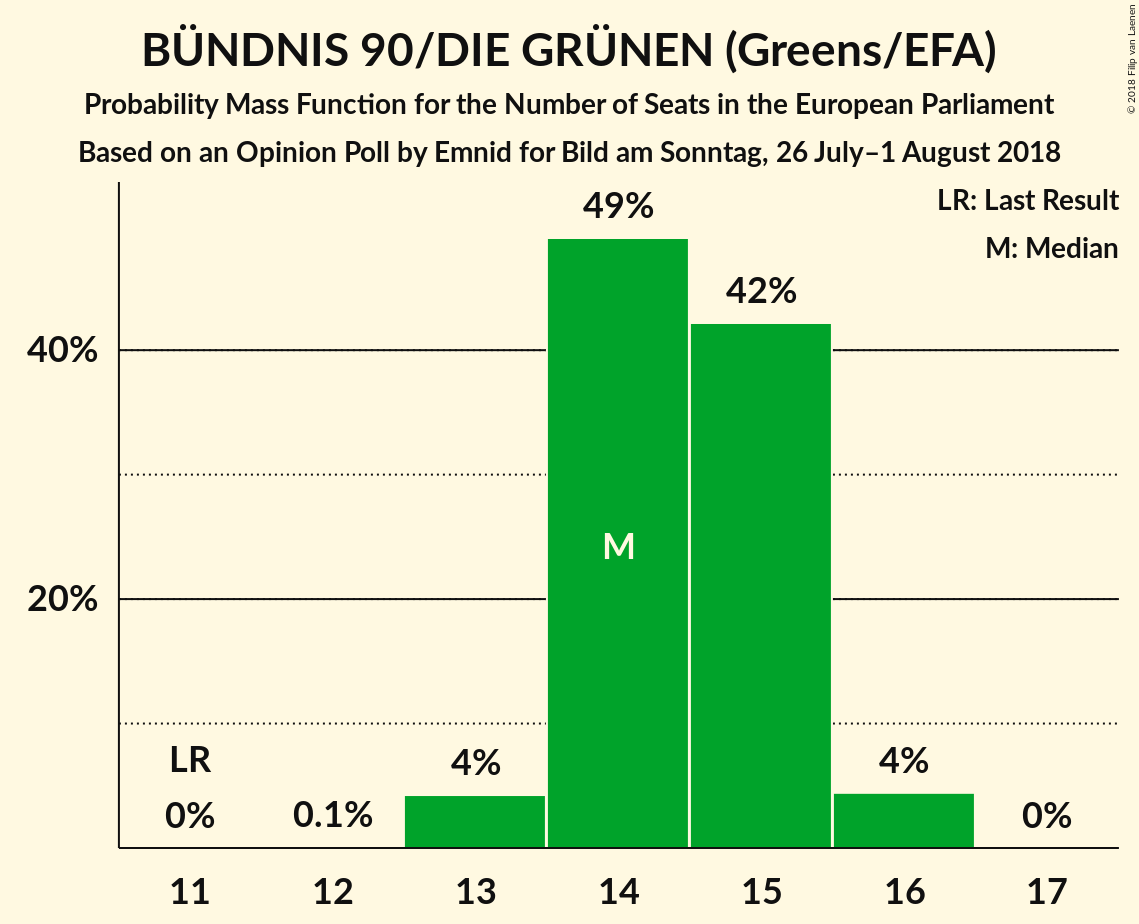 BÜNDNIS 90/DIE GRÜNEN (Greens/EFA)
Probability Mass Function for the Number of Seats in the European Parliament
Based on an Opinion Poll by Emnid for Bild am Sonntag, 26 July–1 August 2018
© 2018 Filip van Laenen
LR: Last Result
M: Median
49%
42%
40%
M
20%
LR
4%
4%
0%
0.1%
0%
11 12 13 14 15 16 17